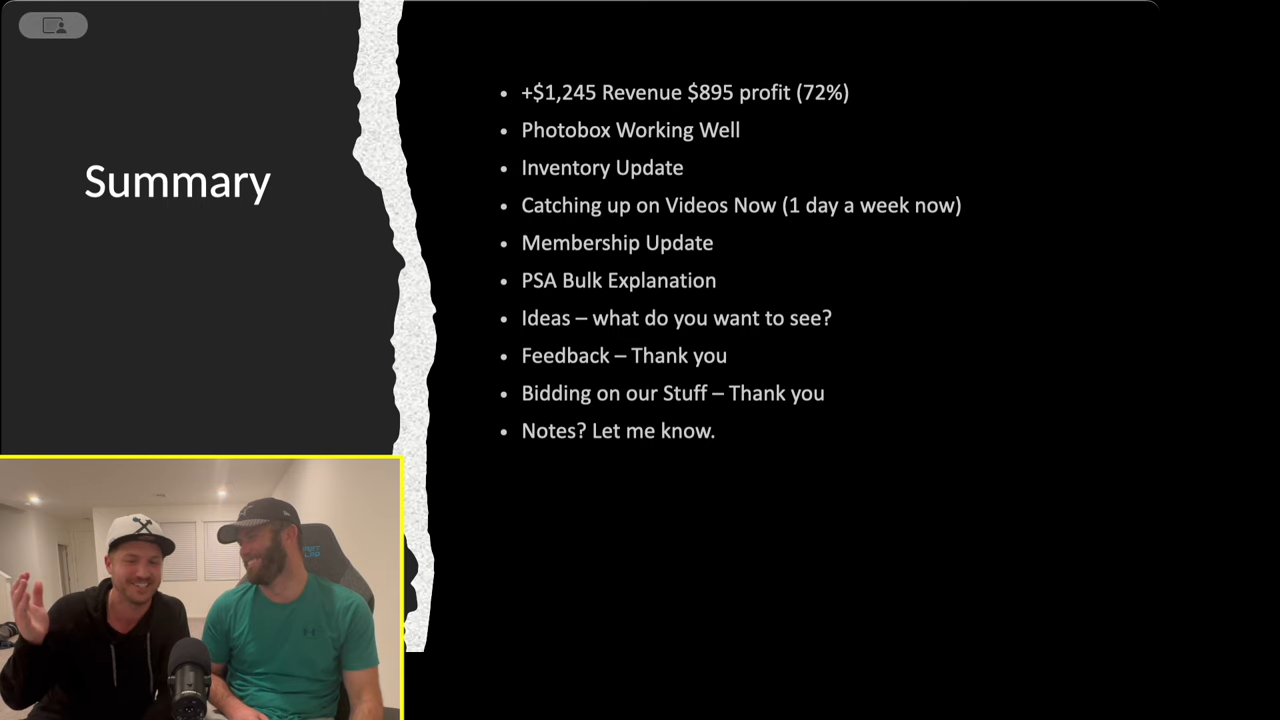 Summary
+$1,245 Revenue $895 profit (72%)
Photobox Working Well
Inventory Update
Catching up on Videos Now (1 day a week now)
Membership Update
PSA Bulk Explanation
Ideas – what do you want to see?
Feedback – Thank you
Bidding on our Stuff – Thank you
Notes? Let me know.